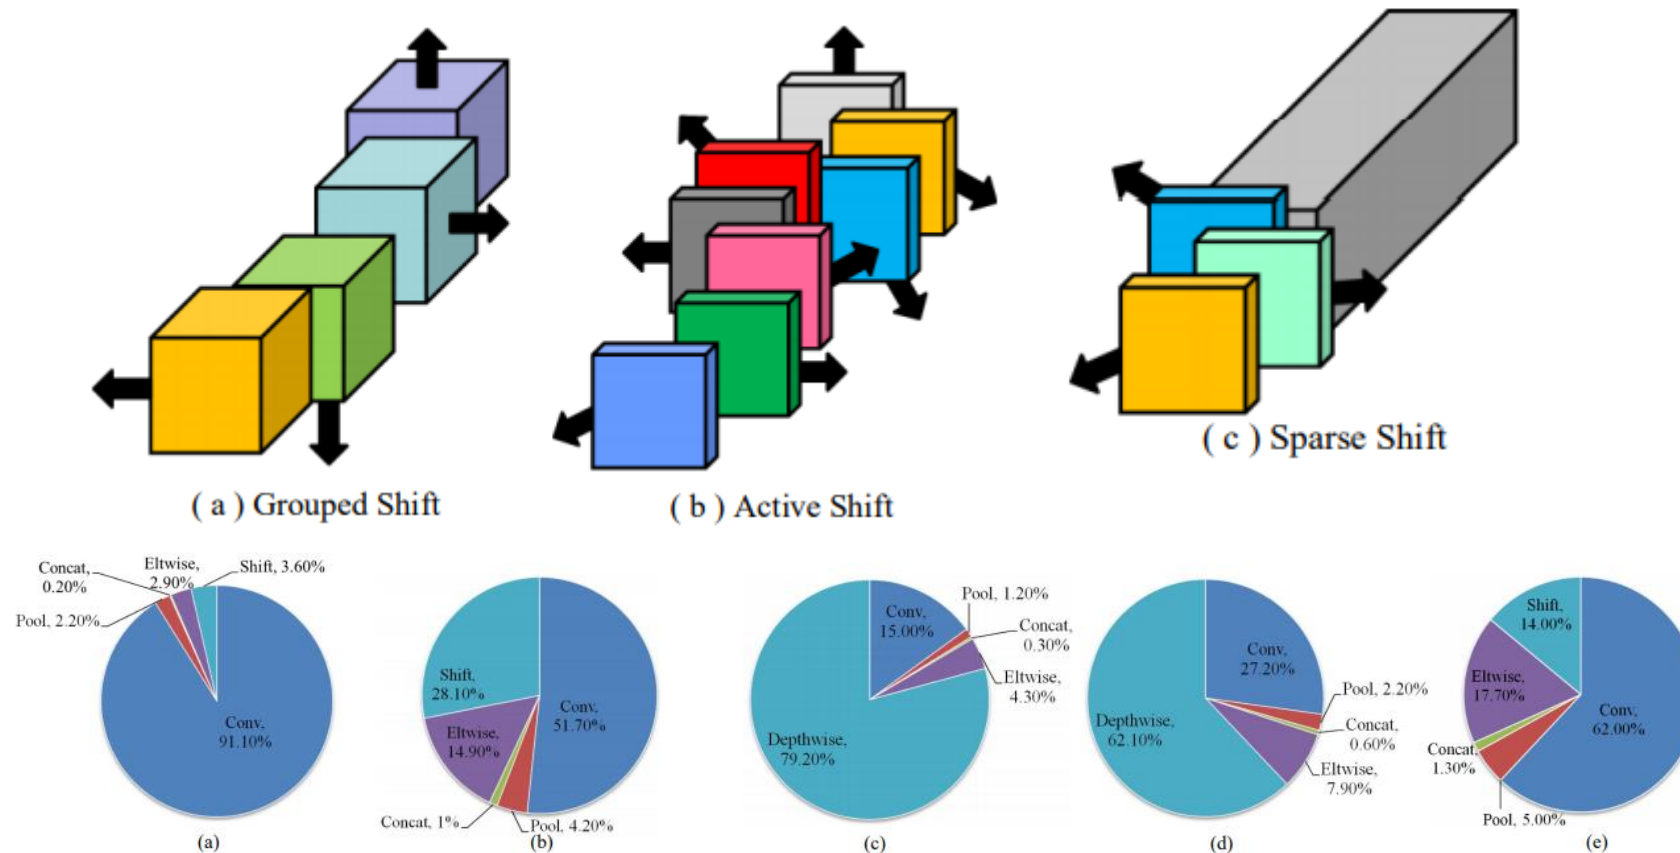 ( a ) Grouped Shift
( b ) Active Shift
( c ) Sparse Shift
Concat,
0.20%
Eltwise,
2.90%
Shift, 3.60%
Pool, 2.20%
Conv,
91.10%
(a)
Shift,
28.10%
Eltwise,
14.90%
Conv,
51.70%
Concat, 1%
Pool, 4.20%
(b)
Conv,
15.00%
Pool, 1.20%
Concat,
0.30%
Eltwise,
4.30%
Depthwise,
79.20%
(c)
Conv,
27.20%
Pool, 2.20%
Concat,
0.60%
Eltwise,
7.90%
Depthwise,
62.10%
(d)
Shift,
14.00%
Eltwise,
17.70%
Conv,
62.00%
Concat,
1.30%
Pool, 5.00%
(e)